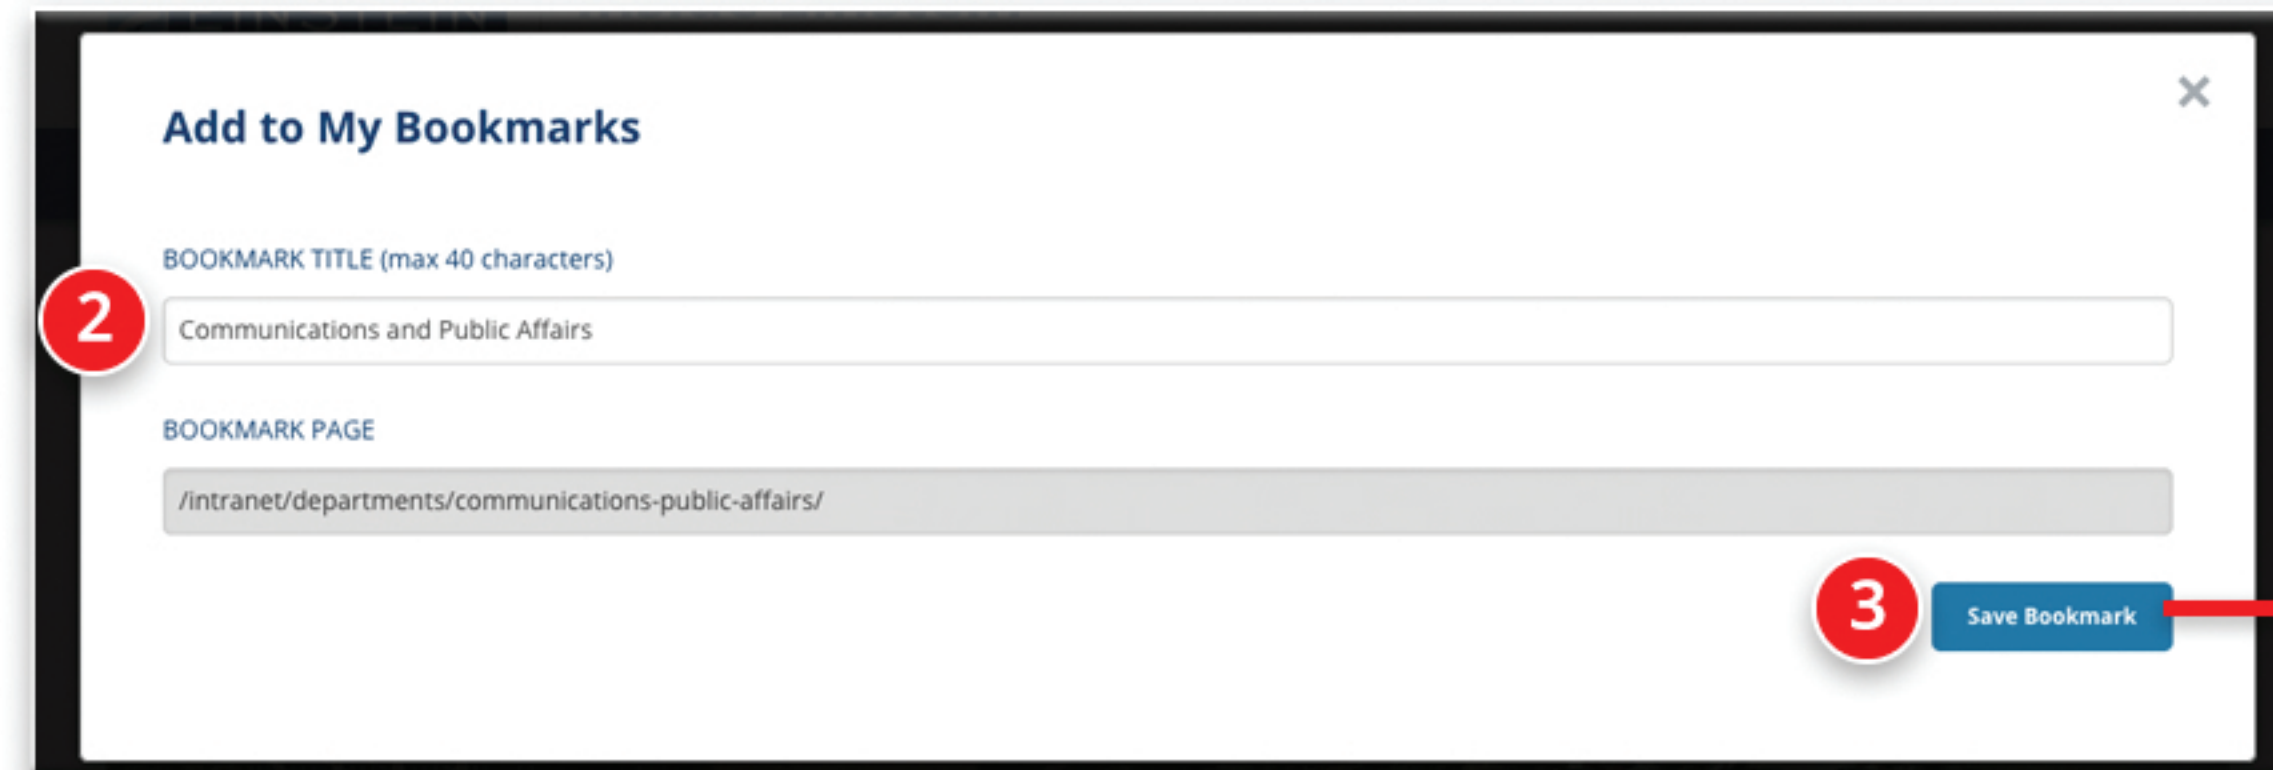 Add to My Bookmarks
BOOKMARK TITLE (max 40 characters)
2
Communications and Public Affairs
BOOKMARK PAGE
/intranet/departments/communications-public-affairs/
3
Save Bookmark